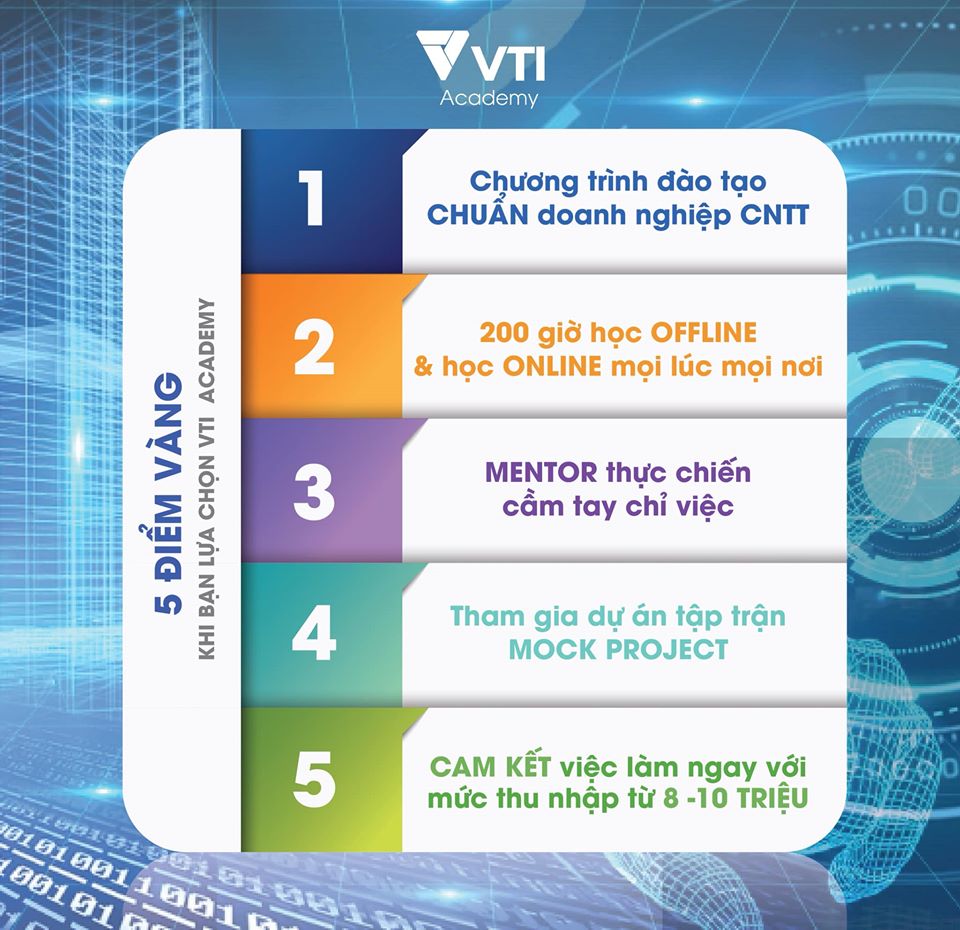 VTI
Academy
5 ĐIỂM VÀNG
KHI BẠN LỰA CHỌN VTI ACADEMY
1
Chương trình đào tạo
CHUẨN doanh nghiệp CNTT
2
200 giờ học OFFLINE
& học ONLINE mọi lúc mọi nơi
3
MENTOR thực chiến
cầm tay chỉ việc
4
Tham gia dự án tập trận
MOCK PROJECT
5
CAM KẾT việc làm ngay với
mức thu nhập từ 8 -10 TRIỆU